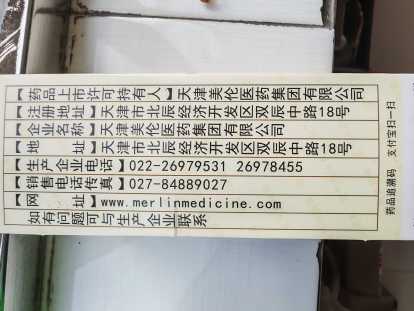 【药品上市许可持有人】天津美伦医药集团有限公司
【注册地址】天津市北辰经济开发区双辰中路18号
【企业名称】天津美伦医药集团有限公司
【地 址】天津市北辰经济开发区双辰中路18号
【生产企业电话】022-26979531 26978455
【销售电话传真】027-84889027
【网 址】www.merlinmedicine.com
如有问题可与生产企业联系
药品追溯码 支付宝扫一扫